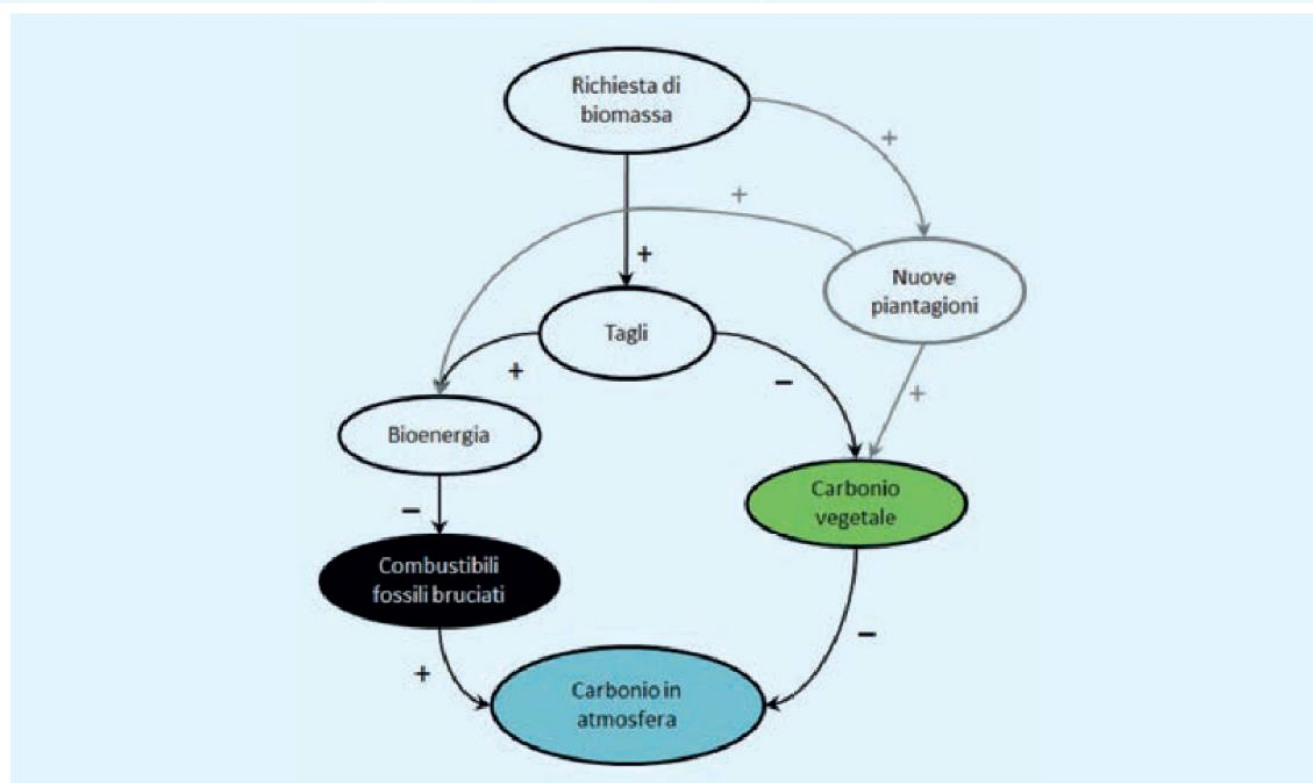 Richiesta di
biomassa
+
+
+
Nuove
piantagioni
Tagli
+
–
+
Bioenergia
–
Carbonio
vegetale
Combustibili
fossili bruciati
–
+
Carbonio in
atmosfera